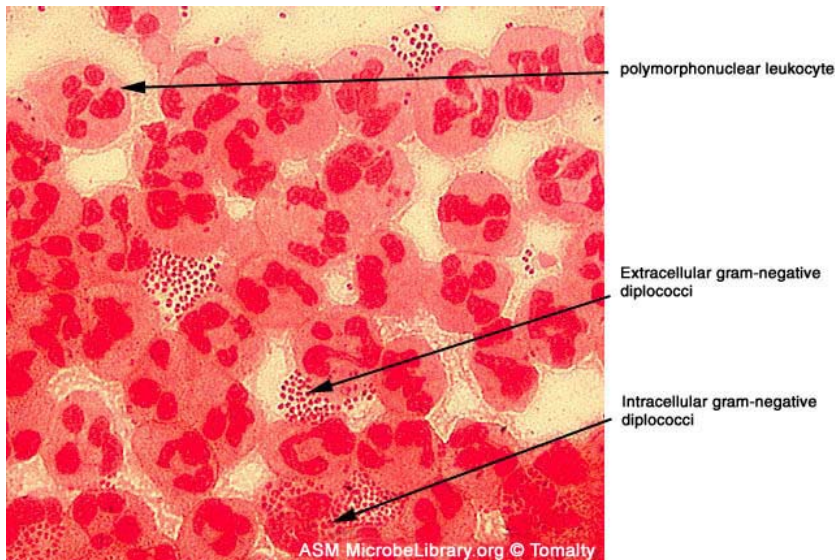 polymorphonuclear leukocyte
Extracellular gram-negative
diplococci
Intracellular gram-negative
diplococci
ASM MicrobeLibrary.org © Tomalty